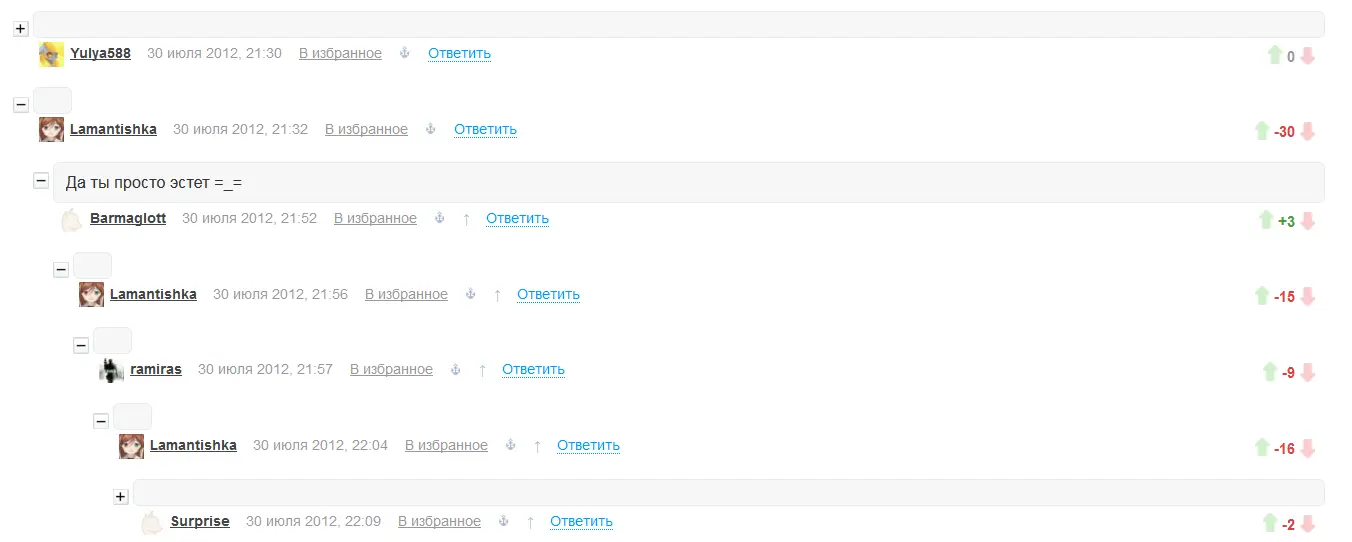 Yulya588 30 июля 2012, 21:30 В избранное Ответить 0
Lamantishka 30 июля 2012, 21:32 В избранное Ответить -30
Да ты просто эстет =_=
Barmaglott 30 июля 2012, 21:52 В избранное ↑ Ответить +3
Lamantishka 30 июля 2012, 21:56 В избранное ↑ Ответить -15
ramiras 30 июля 2012, 21:57 В избранное ↑ Ответить -9
Lamantishka 30 июля 2012, 22:04 В избранное ↑ Ответить -16
Surprise 30 июля 2012, 22:09 В избранное ↑ Ответить -2